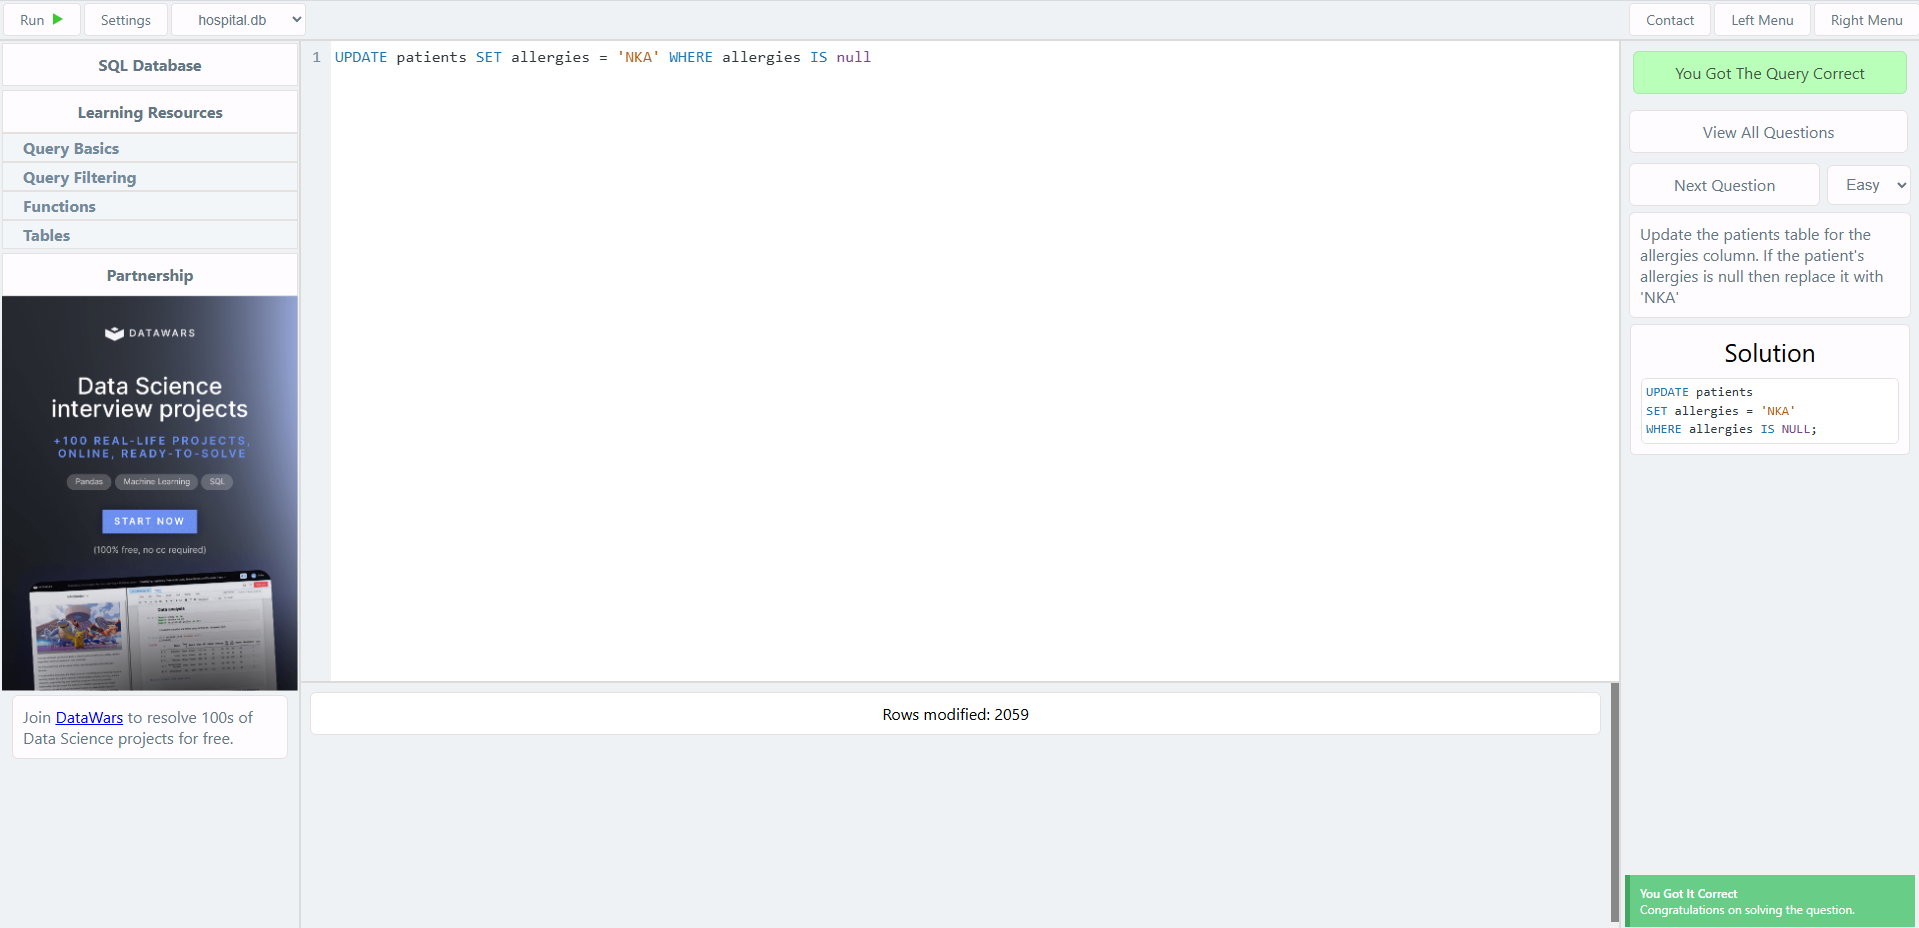 Run
Settings
hospital.db
Contact
Left Menu
Right Menu
SQL Database
Learning Resources
Query Basics
Query Filtering
Functions
Tables
Partnership
DATAWARS
Data Science
interview projects
+100 REAL-LIFE PROJECTS,
ONLINE, READY-TO-SOLVE
Pandas
Machine Learning
SQL
START NOW
(100% free, no cc required)
Data analysis
Join DataWars to resolve 100s of
Data Science projects for free.
1 UPDATE patients SET allergies = 'NKA' WHERE allergies IS null
Rows modified: 2059
You Got The Query Correct
View All Questions
Next Question
Easy
Update the patients table for the
allergies column. If the patient's
allergies is null then replace it with
'NKA'
Solution
UPDATE patients
SET allergies = 'NKA'
WHERE allergies IS NULL;
You Got It Correct
Congratulations on solving the question.